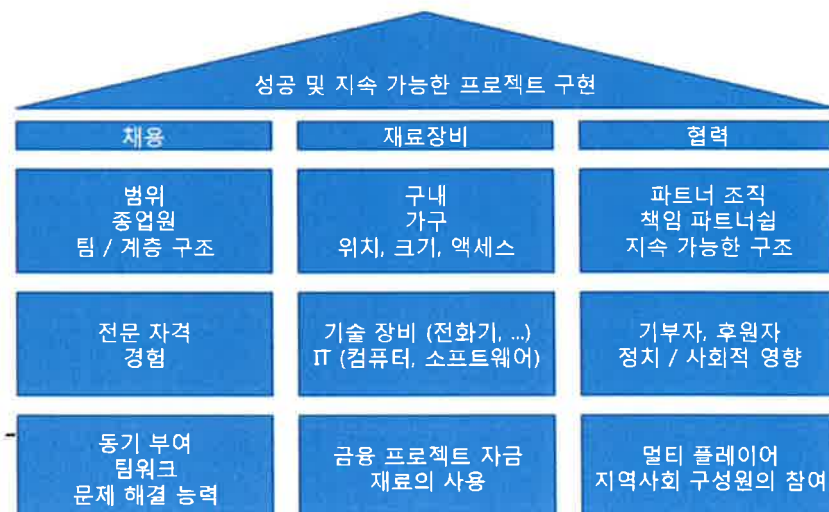 성공 및 지속 가능한 프로젝트 구현
채용
재료장비
협력
범위
종업원
팀 / 계층 구조
구내
가구
위치, 크기, 액세스
파트너 조직
책임 파트너쉽
지속 가능한 구조
전문 자격
경험
기술 장비 (전화기, ...)
IT (컴퓨터, 소프트웨어)
기부자, 후원자
정치 / 사회적 영향
동기 부여
팀워크
문제 해결 능력
금융 프로젝트 자금
재료의 사용
멀티 플레이어
지역사회 구성원의 참여